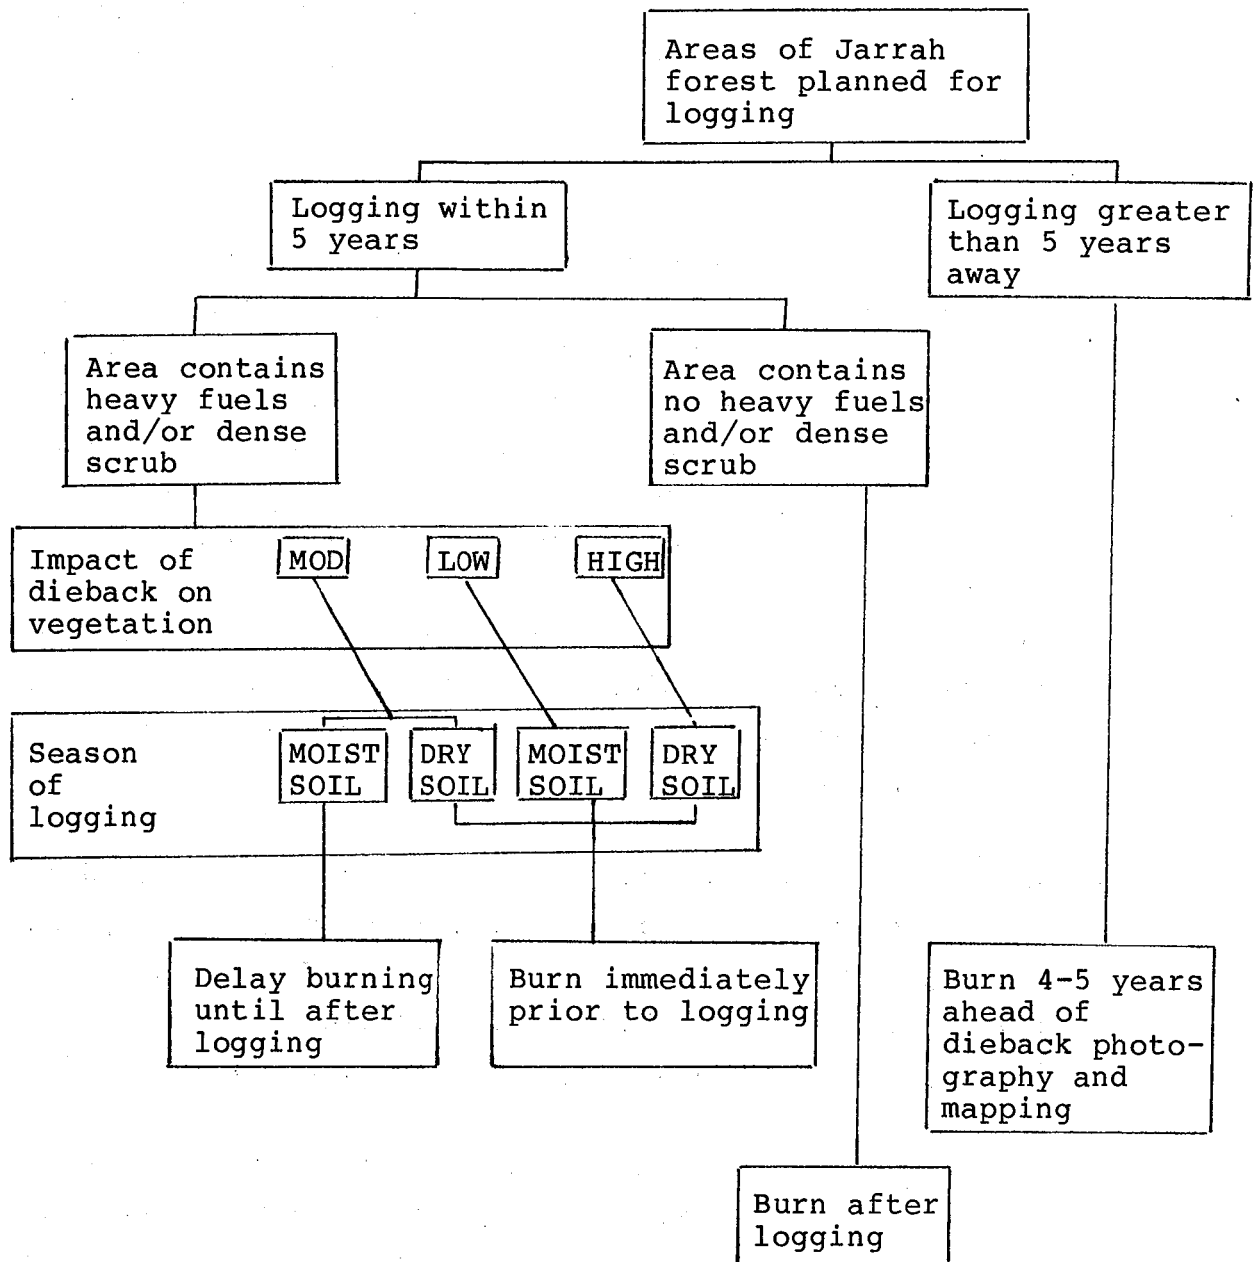 Areas of Jarrah
forest planned for
logging
Logging within
5 years
Logging greater
than 5 years
away
Area contains
heavy fuels
and/or dense
scrub
Area contains
no heavy fuels
and/or dense
scrub
Impact of
dieback on
vegetation
MOD
LOW
HIGH
Season
of
logging
MOIST
SOIL
DRY
SOIL
MOIST
SOIL
DRY
SOIL
Delay burning
until after
logging
Burn immediately
prior to logging
Burn 4-5 years
ahead of
dieback photo-
graphy and
mapping
Burn after
logging